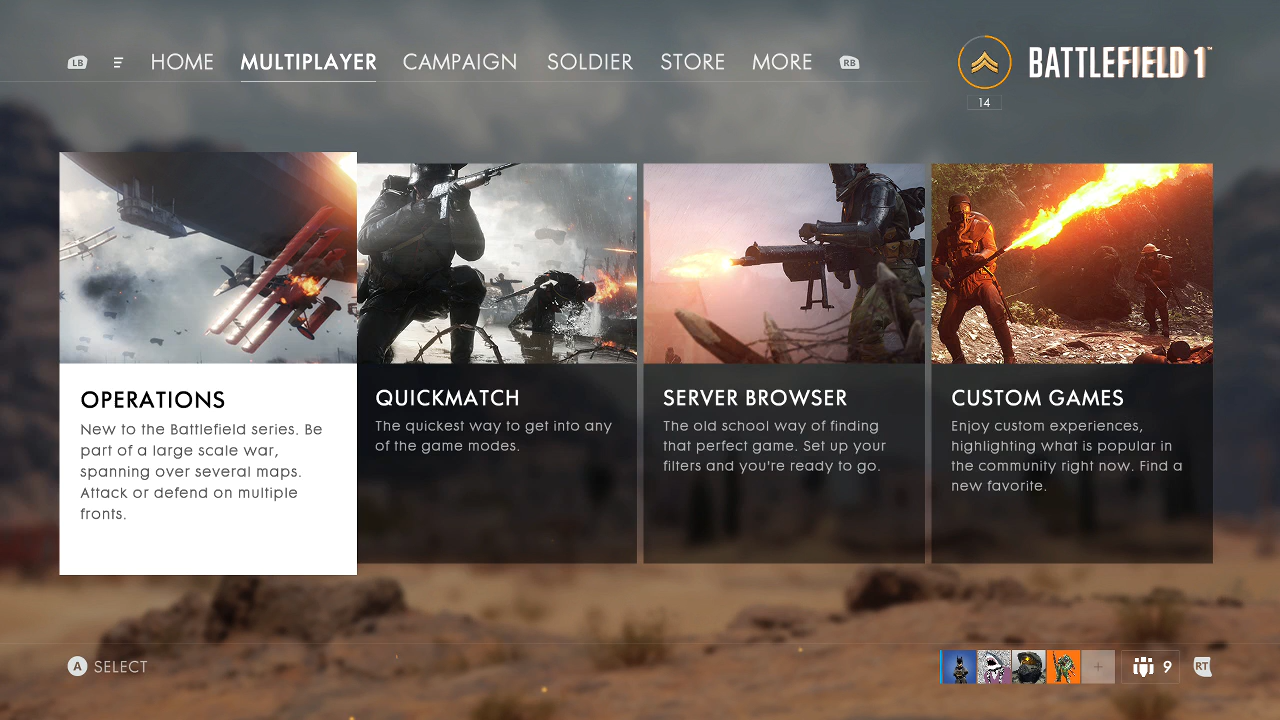 LB HOME MULTIPLAYER CAMPAIGN SOLDIER STORE MORE RB
BATTLEFIELD 1™
14
OPERATIONS
New to the Battlefield series. Be
part of a large scale war,
spanning over several maps.
Attack or defend on multiple
fronts.
QUICKMATCH
The quickest way to get into any
of the game modes.
SERVER BROWSER
The old school way of finding
that perfect game. Set up your
filters and you're ready to go.
CUSTOM GAMES
Enjoy custom experiences,
highlighting what is popular in
the community right now. Find a
new favorite.
A SELECT
+ 9 RT